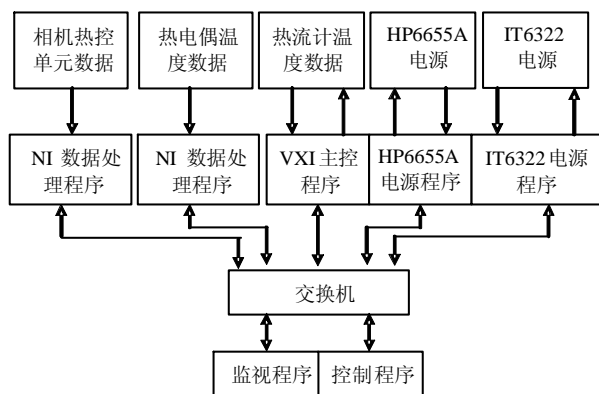 相机热控
单元数据
热电偶温
度数据
热流计温
度数据
HP6655A
电源
IT6322
电源
NI 数据处
理程序
NI 数据处
理程序
VXI 主控
程序
HP6655A
电源程序
IT6322 电源
程序
交换机
监视程序
控制程序